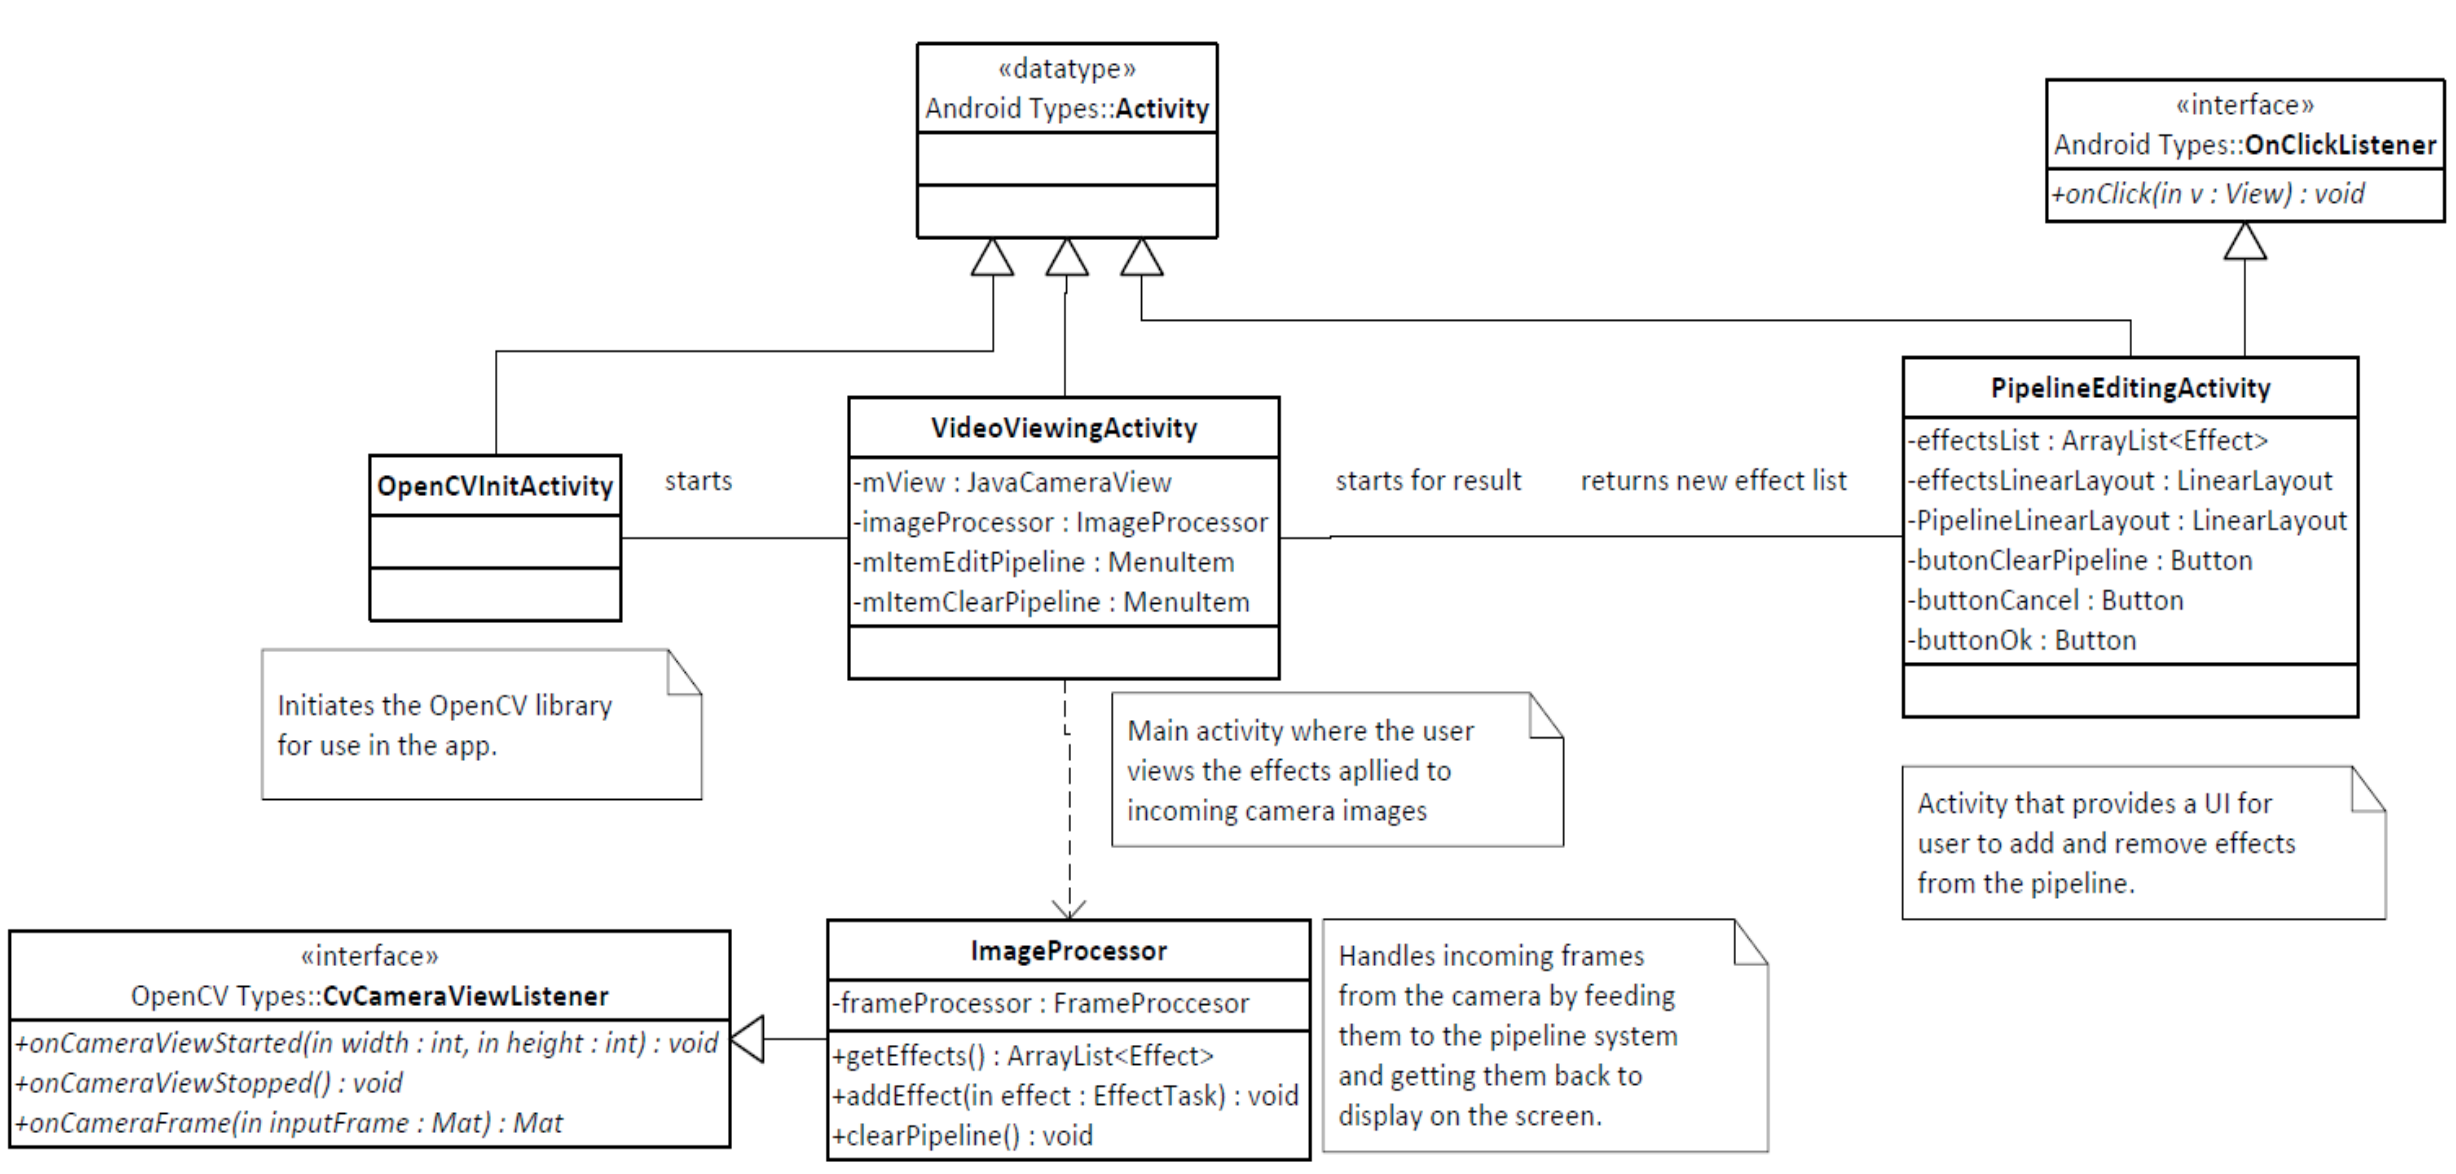 «datatype»
Android Types::Activity
«interface»
Android Types::OnClickListener
+onClick(in v : View) : void
OpenCVInitActivity
starts
VideoViewingActivity
-mView : JavaCameraView
-imageProcessor : ImageProcessor
-mItemEditPipeline : MenuItem
-mItemClearPipeline : MenuItem
starts for result
returns new effect list
PipelineEditingActivity
-effectsList : ArrayList<Effect>
-effectsLinearLayout : LinearLayout
-PipelineLinearLayout : LinearLayout
-butonClearPipeline : Button
-buttonCancel : Button
-buttonOk : Button
Initiates the OpenCV library
for use in the app.
Main activity where the user
views the effects apllied to
incoming camera images
Activity that provides a UI for
user to add and remove effects
from the pipeline.
«interface»
OpenCV Types::CvCameraViewListener
+onCameraViewStarted(in width : int, in height : int) : void
+onCameraViewStopped() : void
+onCameraFrame(in inputFrame : Mat) : Mat
ImageProcessor
-frameProcessor : FrameProccesor
+getEffects() : ArrayList<Effect>
+addEffect(in effect : EffectTask) : void
+clearPipeline() : void
Handles incoming frames
from the camera by feeding
them to the pipeline system
and getting them back to
display on the screen.